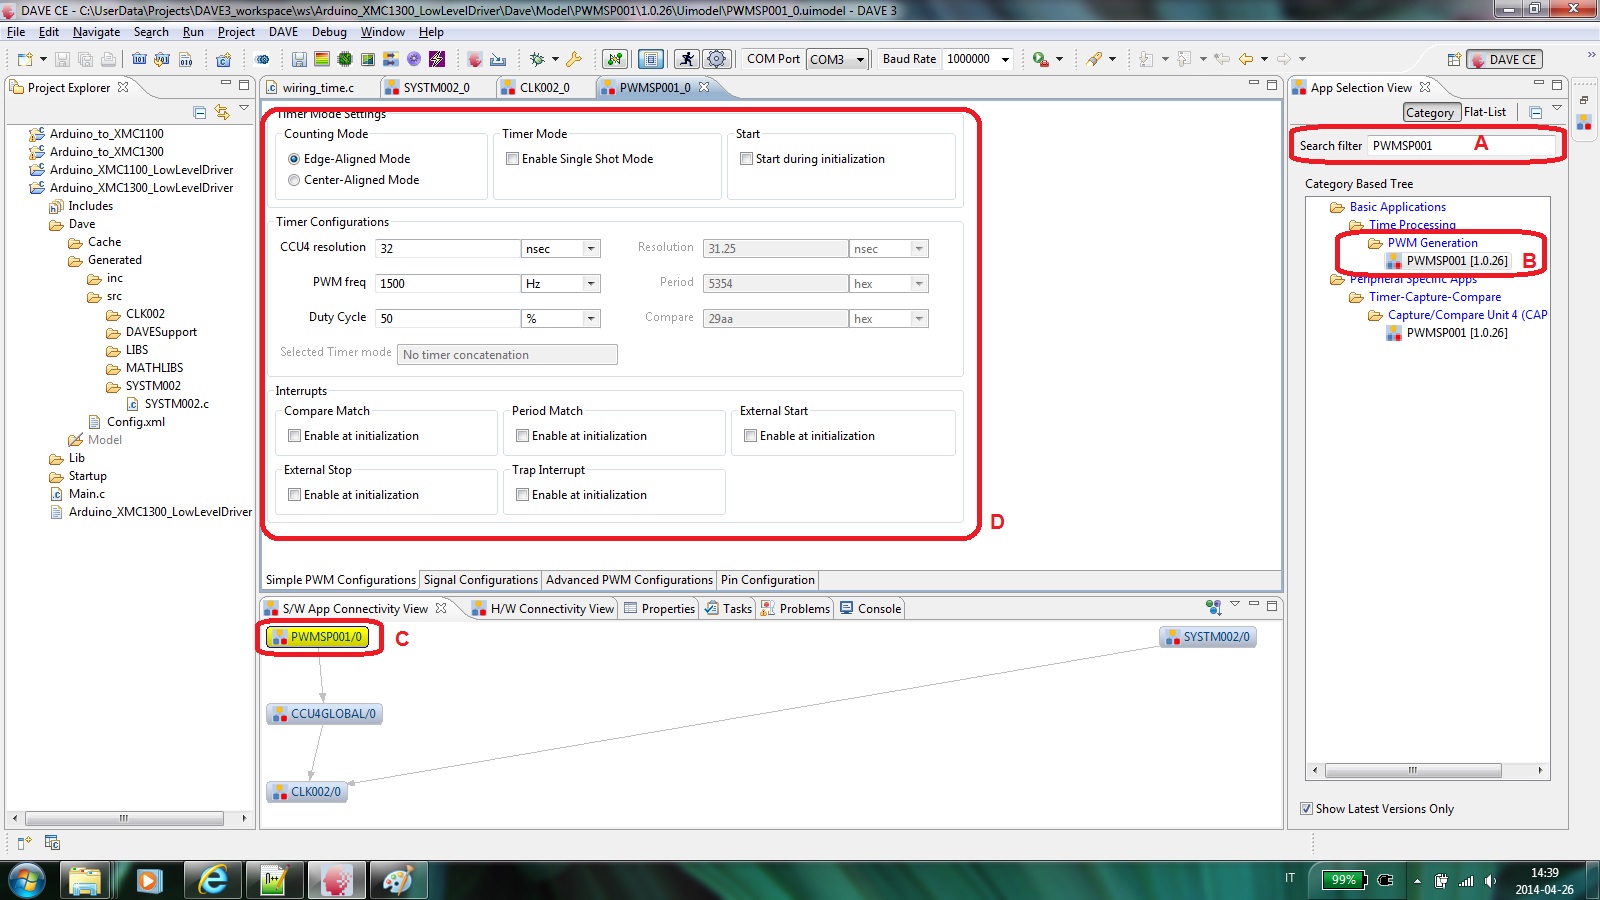 DAVE CE - C:\UserData\Projects\DAVE3_workspace\ws\Arduino_XMC1300_LowLevelDriver\Dave\Model\PWMSP001\1.0.26\Uimodel\PWMSP001_0.uimodel - DAVE 3
File Edit Navigate Search Run Project DAVE Debug Window Help
COM Port COM3 Baud Rate 1000000 DAVE CE
Project Explorer
Arduino_to_XMC1100
Arduino_to_XMC1300
Arduino_XMC1100_LowLevelDriver
Arduino_XMC1300_LowLevelDriver
Includes
Dave
Cache
Generated
inc
src
CLK002
DAVESupport
LIBS
MATHLIBS
SYSTM002
SYSTM002.c
Config.xml
Model
Lib
Startup
Main.c
Arduino_XMC1300_LowLevelDriver
wiring_time.c SYSTM002_0 CLK002_0 PWMSP001_0
Timer Mode Settings
Counting Mode Timer Mode Start
Edge-Aligned Mode Enable Single Shot Mode Start during initialization
Center-Aligned Mode
Timer Configurations
CCU4 resolution 32 nsec Resolution 31.25 nsec
PWM freq 1500 Hz Period 5354 hex
Duty Cycle 50 % Compare 29aa hex
Selected Timer mode No timer concatenation
Interrupts
Compare Match Period Match External Start
Enable at initialization Enable at initialization Enable at initialization
External Stop Trap Interrupt
Enable at initialization Enable at initialization
D
Simple PWM Configurations Signal Configurations Advanced PWM Configurations Pin Configuration
S/W App Connectivity View H/W Connectivity View Properties Tasks Problems Console
PWMSP001/0 C SYSTM002/0
CCU4GLOBAL/0
CLK002/0
App Selection View
Category Flat-List
Search filter PWMSP001 A
Category Based Tree
Basic Applications
Time Processing
PWM Generation
PWMSP001 [1.0.26] B
Peripheral Specific Apps
Timer-Capture-Compare
Capture/Compare Unit 4 (CAP
PWMSP001 [1.0.26]
Show Latest Versions Only
IT 99% 14:39
2014-04-26